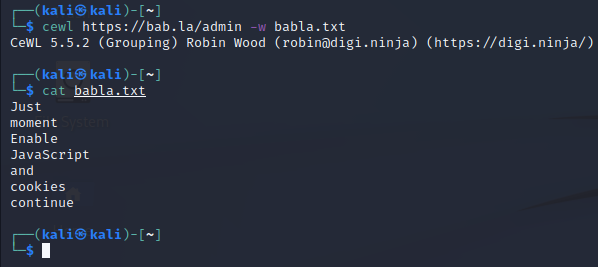 ┌──(kali㉿kali)-[~]
└─$ cewl https://bab.la/admin -w babla.txt
CeWL 5.5.2 (Grouping) Robin Wood (robin@digi.ninja) (https://digi.ninja/)
┌──(kali㉿kali)-[~]
└─$ cat babla.txt
Just
moment
Enable
JavaScript
and
cookies
continue
┌──(kali㉿kali)-[~]
└─$